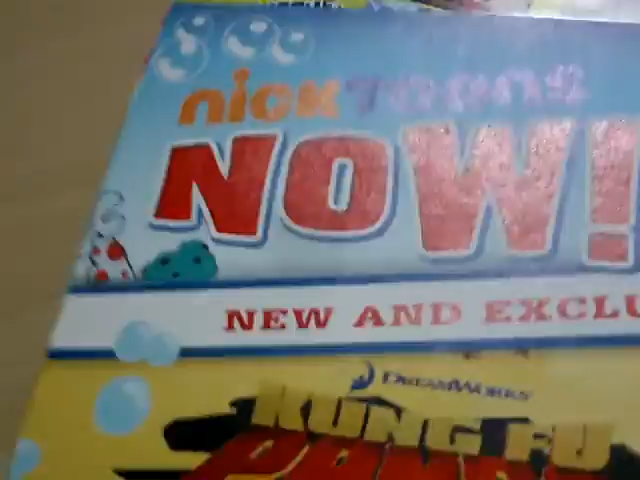 nickTOONS
NOW!
NEW AND EXCLU
DREAMWORKS
KUNG FU